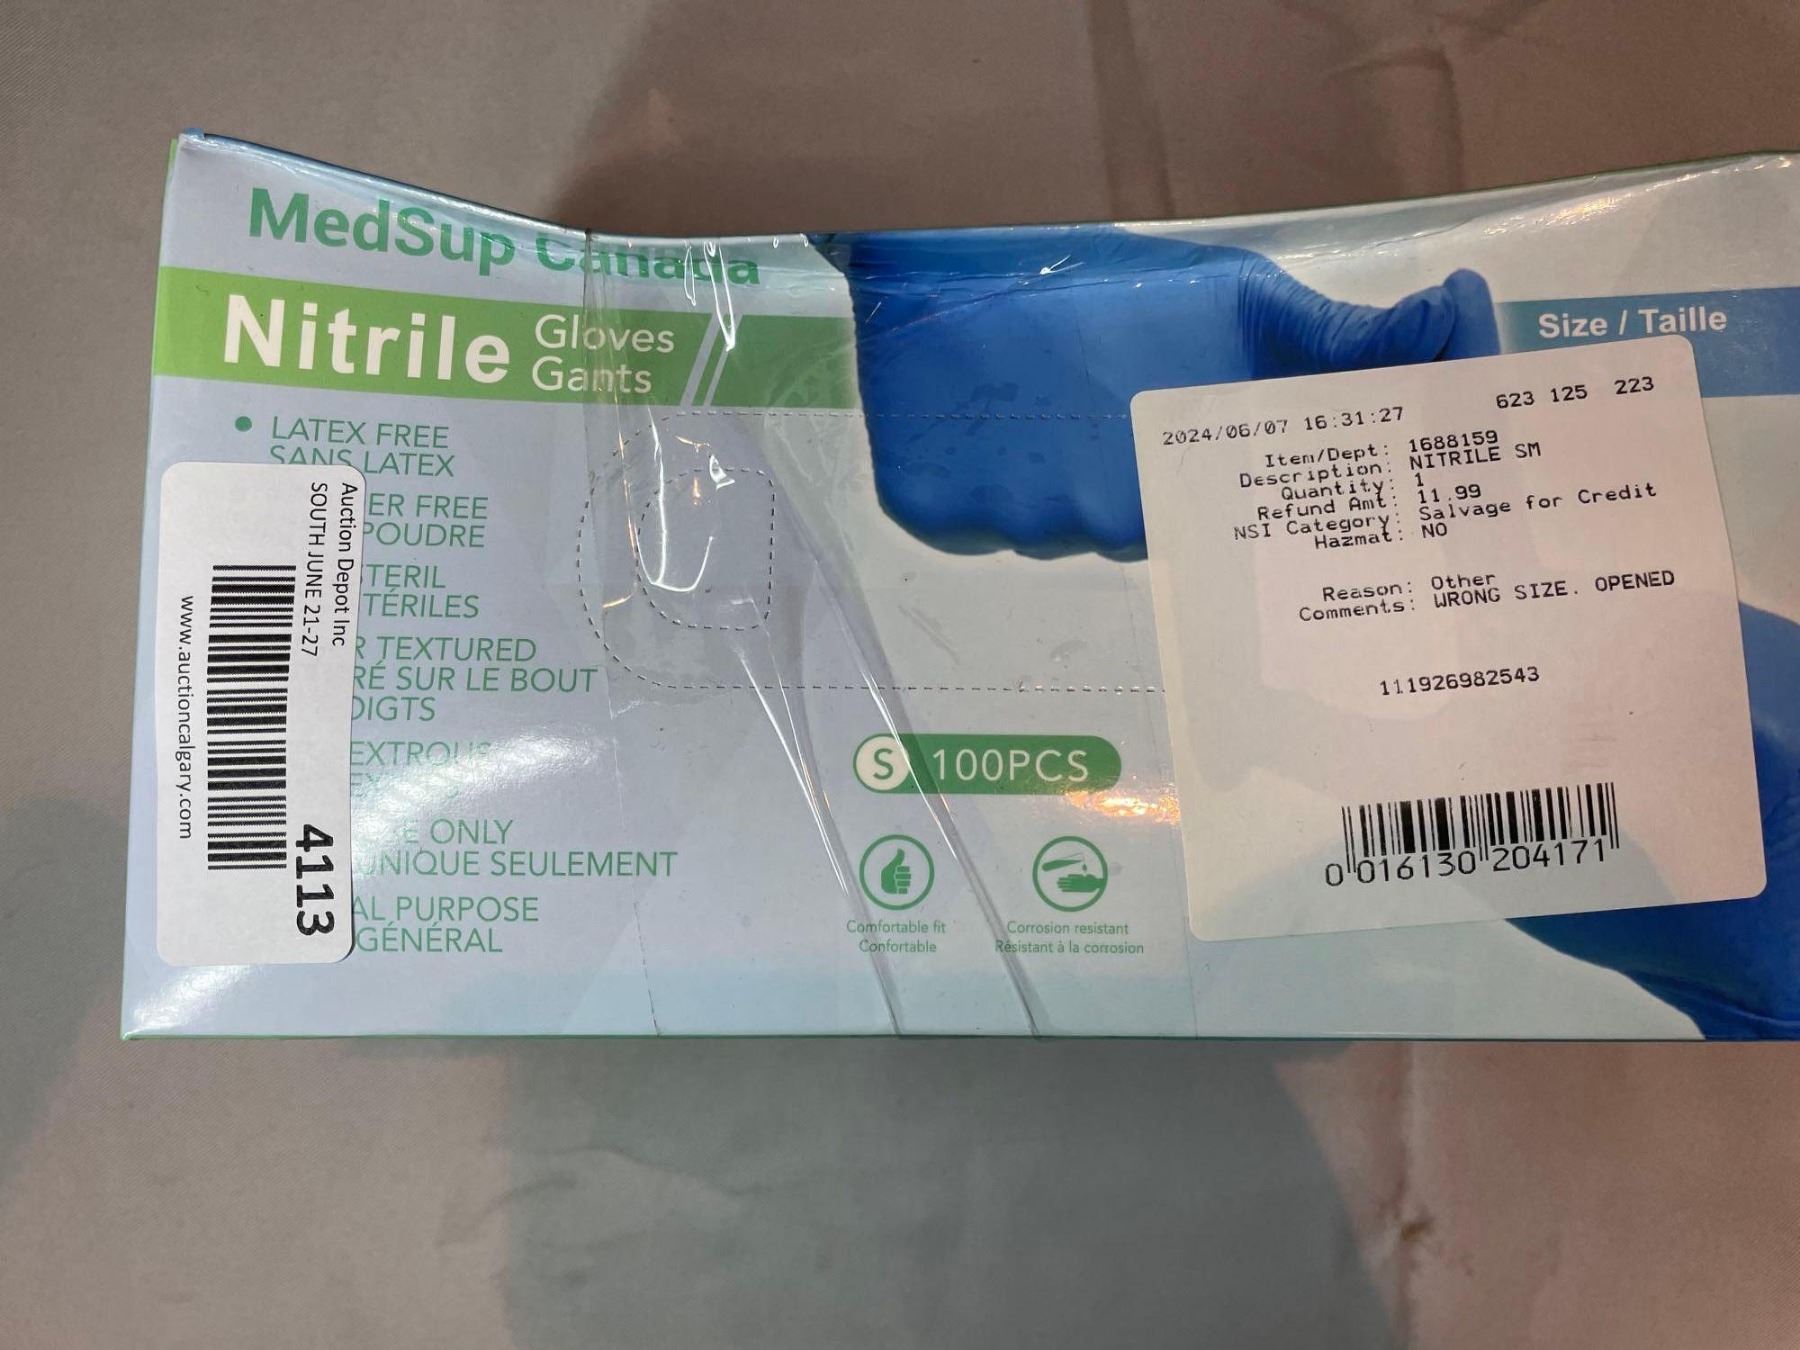 MedSup Canada
Nitrile Gloves
Gants
Size / Taille
• LATEX FREE
SANS LATEX
ER FREE
POUDRE
TERIL
TÉRILES
R TEXTURED
RÉ SUR LE BOUT
DIGTS
EXTROUS
E ONLY
UNIQUE SEULEMENT
AL PURPOSE
GÉNÉRAL
S 100PCS
Comfortable fit
Confortable
Corrosion resistant
Résistant à la corrosion
Auction Depot Inc
SOUTH JUNE 21-27
4113
www.auctioncalgary.com
2024/06/07 16:31:27 623 125 223
Item/Dept: 1688159
Description: NITRILE SM
Quantity: 1
Refund Amt: 11.99
NSI Category: Salvage for Credit
Hazmat: NO
Reason: Other
Comments: WRONG SIZE. OPENED
111926982543
0 016130 204171